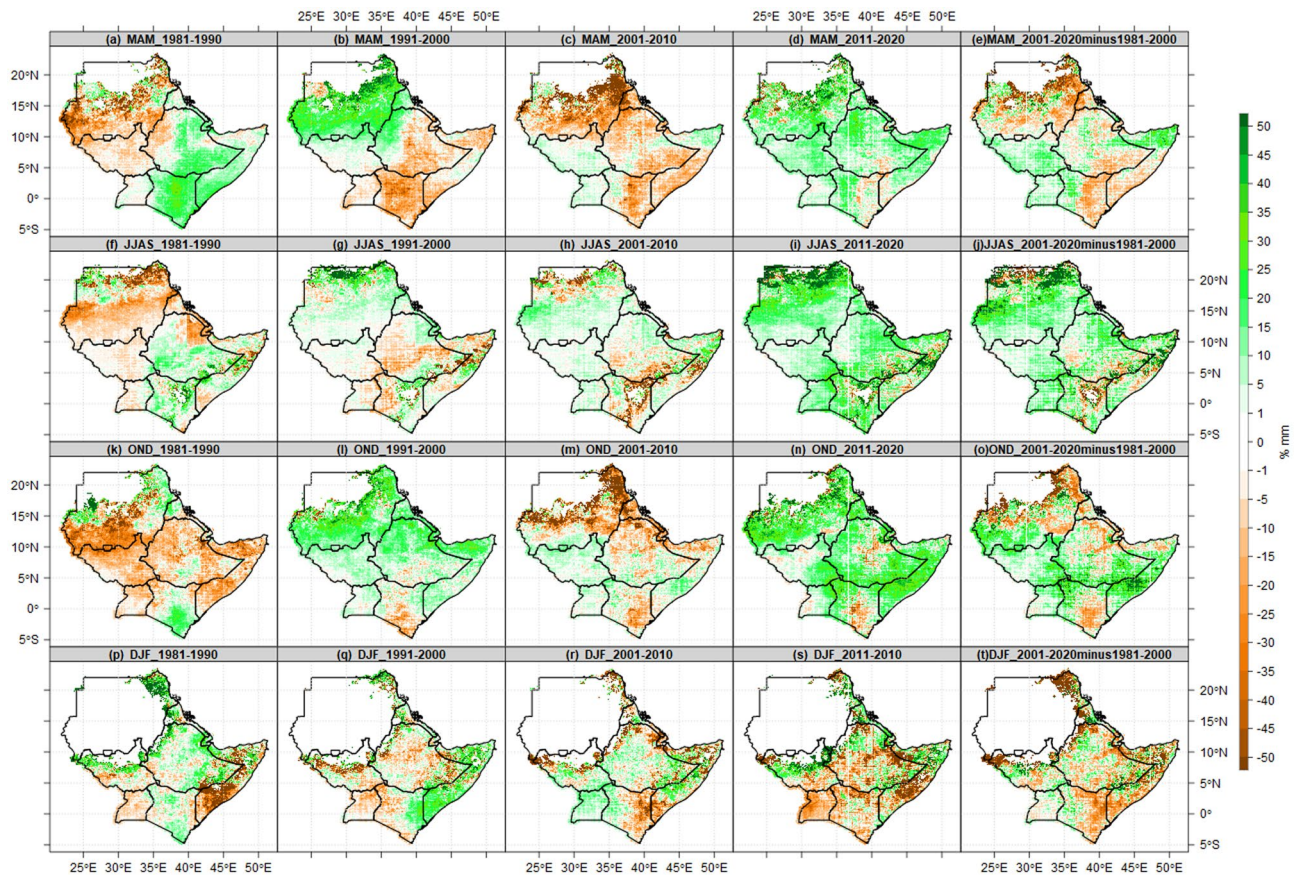 25°E 30°E 35°E 40°E 45°E 50°E 25°E 30°E 35°E 40°E 45°E 50°E
(a) MAM_1981-1990 (b) MAM_1991-2000 (c) MAM_2001-2010 (d) MAM_2011-2020 (e)MAM_2001-2020minus1981-2000
20°N
15°N
10°N
5°N
0°
5°S
(f) JJAS_1981-1990 (g) JJAS_1991-2000 (h) JJAS_2001-2010 (i) JJAS_2011-2020 (j)JJAS_2001-2020minus1981-2000
20°N
15°N
10°N
5°N
0°
5°S
(k) OND_1981-1990 (l) OND_1991-2000 (m) OND_2001-2010 (n) OND_2011-2020 (o)OND_2001-2020minus1981-2000
20°N
15°N
10°N
5°N
0°
5°S
(p) DJF_1981-1990 (q) DJF_1991-2000 (r) DJF_2001-2010 (s) DJF_2011-2010 (t)DJF_2001-2020minus1981-2000
20°N
15°N
10°N
5°N
0°
5°S
25°E 30°E 35°E 40°E 45°E 50°E 25°E 30°E 35°E 40°E 45°E 50°E 25°E 30°E 35°E 40°E 45°E 50°E
50
45
40
35
30
25
20
15
10
5
1
0
-1
-5
-10
-15
-20
-25
-30
-35
-40
-45
-50
% mm